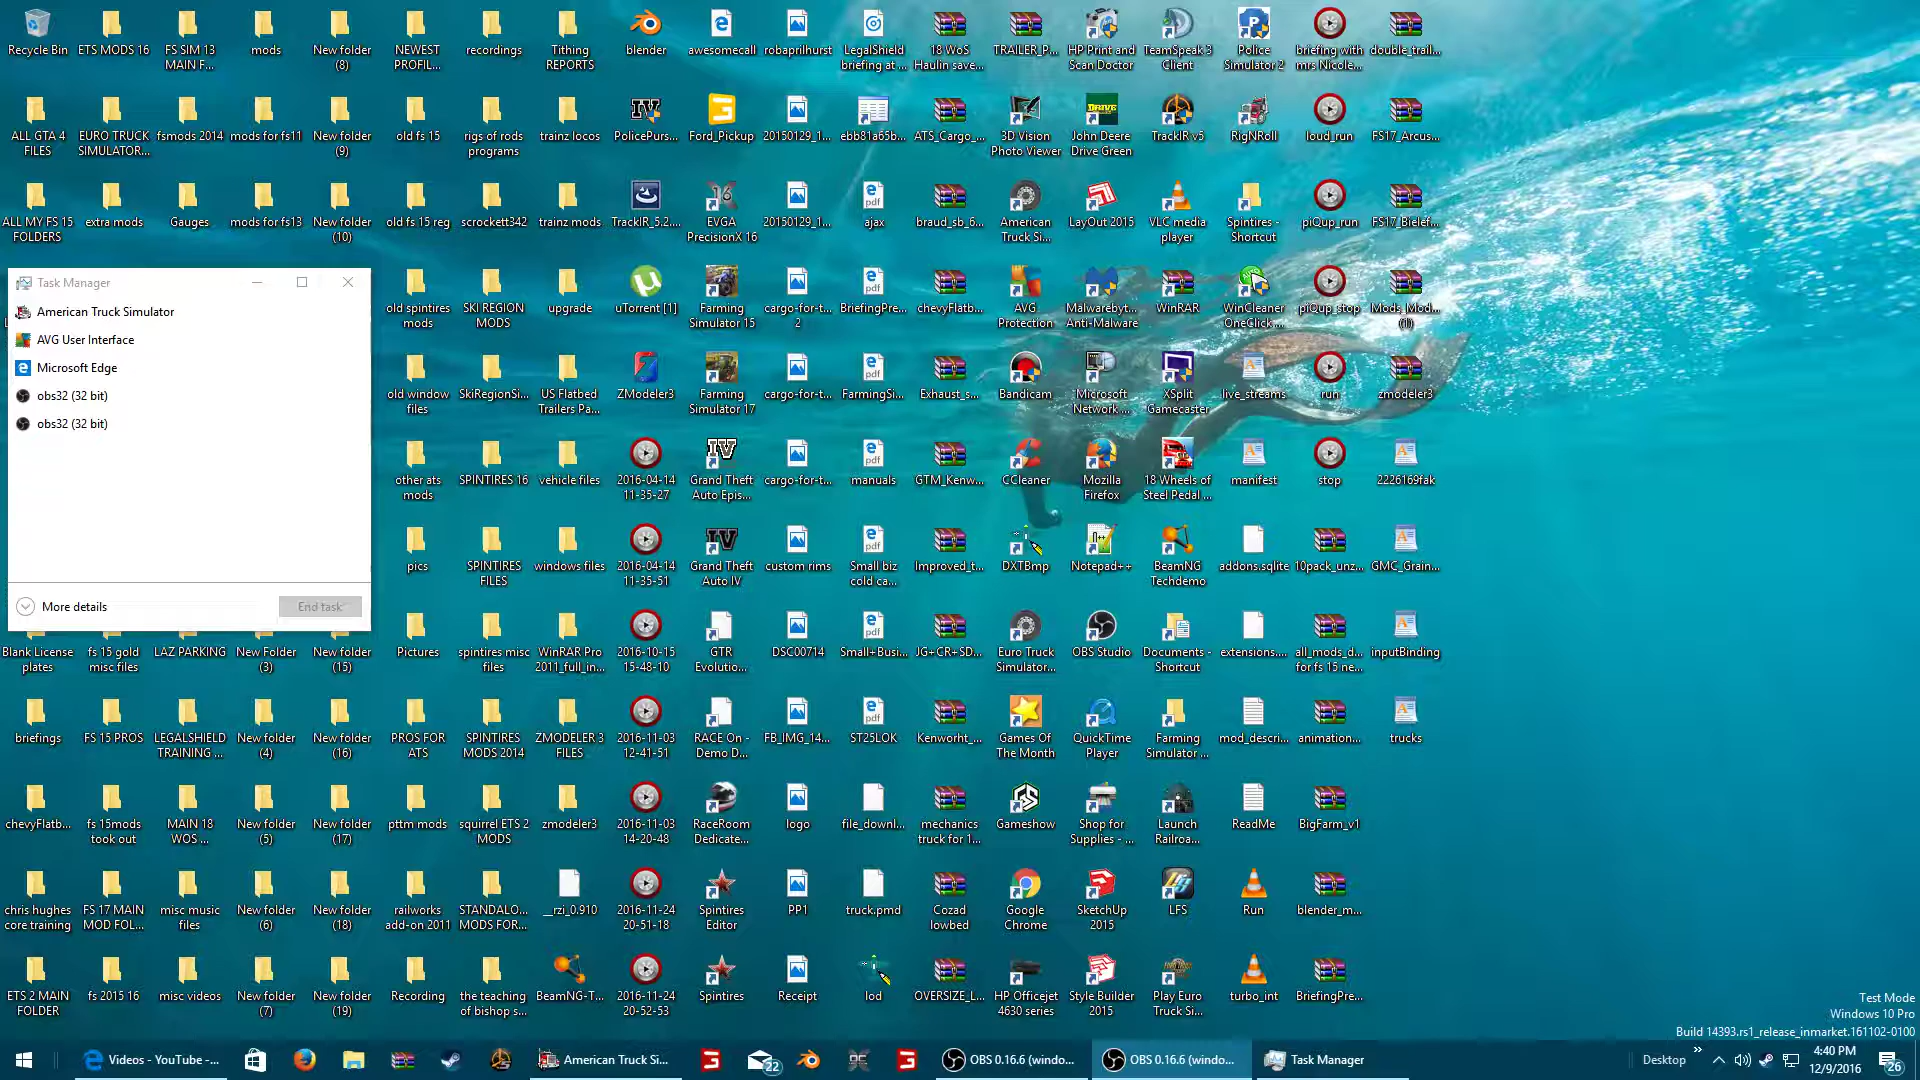 Recycle Bin
ETS MODS 16
FS SIM 13
MAIN F...
mods
New folder
(8)
NEWEST
PROFIL...
recordings
Tithing
REPORTS
blender
awesomecall
robaprilhurst
LegalShield
briefing at ...
18 WoS
Haulin save...
TRAILER_P...
HP Print and
Scan Doctor
TeamSpeak 3
Client
Police
Simulator 2
briefing with
mrs Nicole...
double_trail...
ALL GTA 4
FILES
EURO TRUCK
SIMULATOR...
fsmods 2014
mods for fs11
New folder
(9)
old fs 15
rigs of rods
programs
trainz locos
PolicePurs...
Ford_Pickup
20150129_1...
ebb81a65b...
ATS_Cargo_...
3D Vision
Photo Viewer
John Deere
Drive Green
TrackIR v5
RigNRoll
loud_run
FS17_Arcus...
ALL MY FS 15
FOLDERS
extra mods
Gauges
mods for fs13
New folder
(10)
old fs 15 reg
scrockett342
trainz mods
TrackIR_5.2....
EVGA
PrecisionX 16
20150129_1...
ajax
braud_sb_6...
American
Truck Si...
LayOut 2015
VLC media
player
Spintires -
Shortcut
piQup_run
FS17_Bielef...
Task Manager
American Truck Simulator
AVG User Interface
Microsoft Edge
obs32 (32 bit)
obs32 (32 bit)
More details
End task
old spintires
mods
SKI REGION
MODS
upgrade
uTorrent [1]
Farming
Simulator 15
cargo-for-t...
2
BriefingPre...
chevyFlatb...
AVG
Protection
Malwarebyt...
Anti-Malware
WinRAR
WinCleaner
OneClick ...
piQup_stop
Mods_Mod...
(1)
old window
files
SkiRegionSi...
US Flatbed
Trailers Pa...
ZModeler3
Farming
Simulator 17
cargo-for-t...
FarmingSi...
Exhaust_s...
Bandicam
Microsoft
Network ...
XSplit
Gamecaster
live_streams
run
zmodeler3
other ats
mods
SPINTIRES 16
vehicle files
2016-04-14
11-35-27
Grand Theft
Auto Epis...
cargo-for-t...
manuals
GTM_Kenw...
CCleaner
Mozilla
Firefox
18 Wheels of
Steel Pedal ...
manifest
stop
2226169fak
pics
SPINTIRES
FILES
windows files
2016-04-14
11-35-51
Grand Theft
Auto IV
custom rims
Small biz
cold ca...
Improved_t...
DXTBmp
Notepad++
BeamNG
Techdemo
addons.sqlite
10pack_unz...
GMC_Grain...
Blank License
plates
fs 15 gold
misc files
LAZ PARKING
New Folder
(3)
New folder
(15)
Pictures
spintires misc
files
WinRAR Pro
2011_full_in...
2016-10-15
15-48-10
GTR
Evolutio...
DSC00714
Small+Busi...
JG+CR+SD...
Euro Truck
Simulator...
OBS Studio
Documents -
Shortcut
extensions....
all_mods_d...
for fs 15 ne...
inputBinding
briefings
FS 15 PROS
LEGALSHIELD
TRAINING ...
New folder
(4)
New folder
(16)
PROS FOR
ATS
SPINTIRES
MODS 2014
ZMODELER 3
FILES
2016-11-03
12-41-51
RACE On -
Demo D...
FB_IMG_14...
ST25LOK
Kenworht_...
Games Of
The Month
QuickTime
Player
Farming
Simulator ...
mod_descri...
animation...
trucks
chevyFlatb...
fs 15mods
took out
MAIN 18
WOS ...
New folder
(5)
New folder
(17)
pttm mods
squirrel ETS 2
MODS
zmodeler3
2016-11-03
14-20-48
RaceRoom
Dedicate...
logo
file_downl...
mechanics
truck for 1...
Gameshow
Shop for
Supplies - ...
Launch
Railroa...
ReadMe
BigFarm_v1
chris hughes
core training
FS 17 MAIN
MOD FOL...
misc music
files
New folder
(6)
New folder
(18)
railworks
add-on 2011
STANDALO...
MODS FOR...
__rzi_0.910
2016-11-24
20-51-18
Spintires
Editor
PP1
truck.pmd
Cozad
lowbed
Google
Chrome
SketchUp
2015
LFS
Run
blender_m...
ETS 2 MAIN
FOLDER
fs 2015 16
misc videos
New folder
(7)
New folder
(19)
Recording
the teaching
of bishop s...
BeamNG-T...
2016-11-24
20-52-53
Spintires
Receipt
lod
OVERSIZE_L...
HP Officejet
4630 series
Style Builder
2015
Play Euro
Truck Si...
turbo_int
BriefingPre...
Test Mode
Windows 10 Pro
Build 14393.rs1_release_inmarket.161102-0100
Videos - YouTube -...
American Truck Si...
22
OBS 0.16.6 (windo...
OBS 0.16.6 (windo...
Task Manager
Desktop
4:40 PM
12/9/2016
26